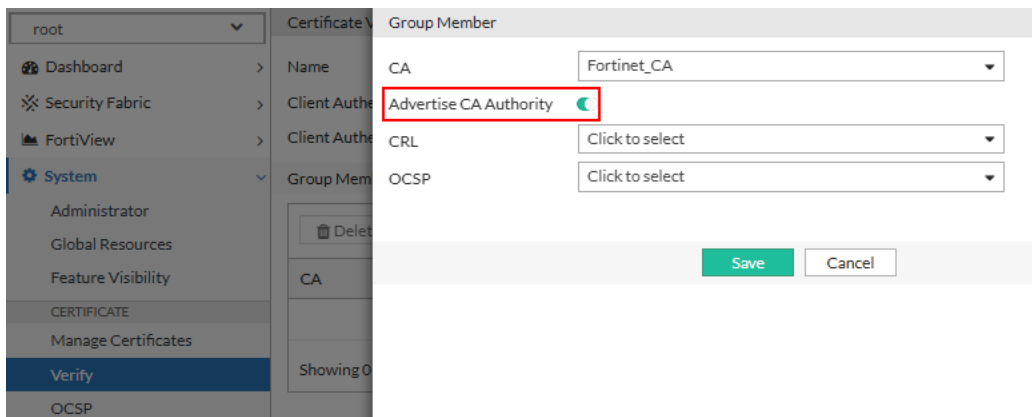 root
Dashboard
Security Fabric
FortiView
System
Administrator
Global Resources
Feature Visibility
CERTIFICATE
Manage Certificates
Verify
OCSP
Certificate V
Name
Client Authe
Client Authe
Group Mem
Delet
CA
Showing 0
Group Member
CA Fortinet_CA
Advertise CA Authority
CRL Click to select
OCSP Click to select
Save Cancel